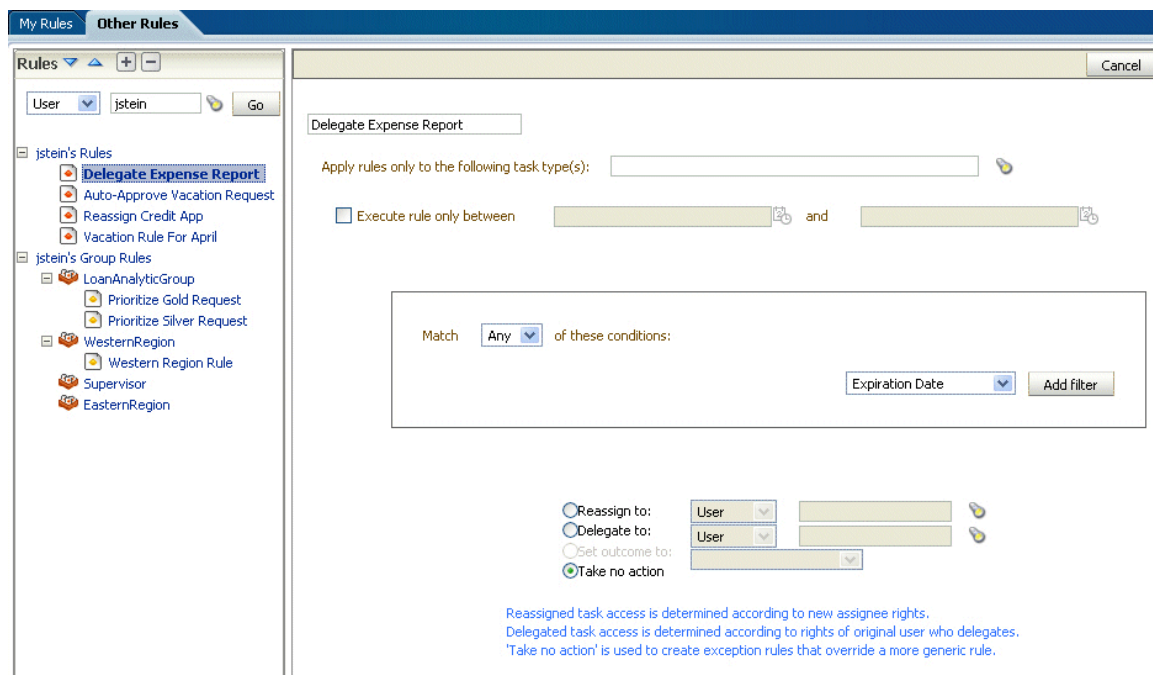 My Rules
Other Rules
Rules
Cancel
User
jstein
Go
Delegate Expense Report
Apply rules only to the following task type(s):
jstein's Rules
Delegate Expense Report
Auto-Approve Vacation Request
Reassign Credit App
Vacation Rule For April
Execute rule only between
and
jstein's Group Rules
LoanAnalyticGroup
Prioritize Gold Request
Prioritize Silver Request
WesternRegion
Western Region Rule
Supervisor
EasternRegion
Match Any of these conditions:
Expiration Date
Add filter
Reassign to: User
Delegate to: User
Set outcome to:
Take no action
Reassigned task access is determined according to new assignee rights.
Delegated task access is determined according to rights of original user who delegates.
'Take no action' is used to create exception rules that override a more generic rule.